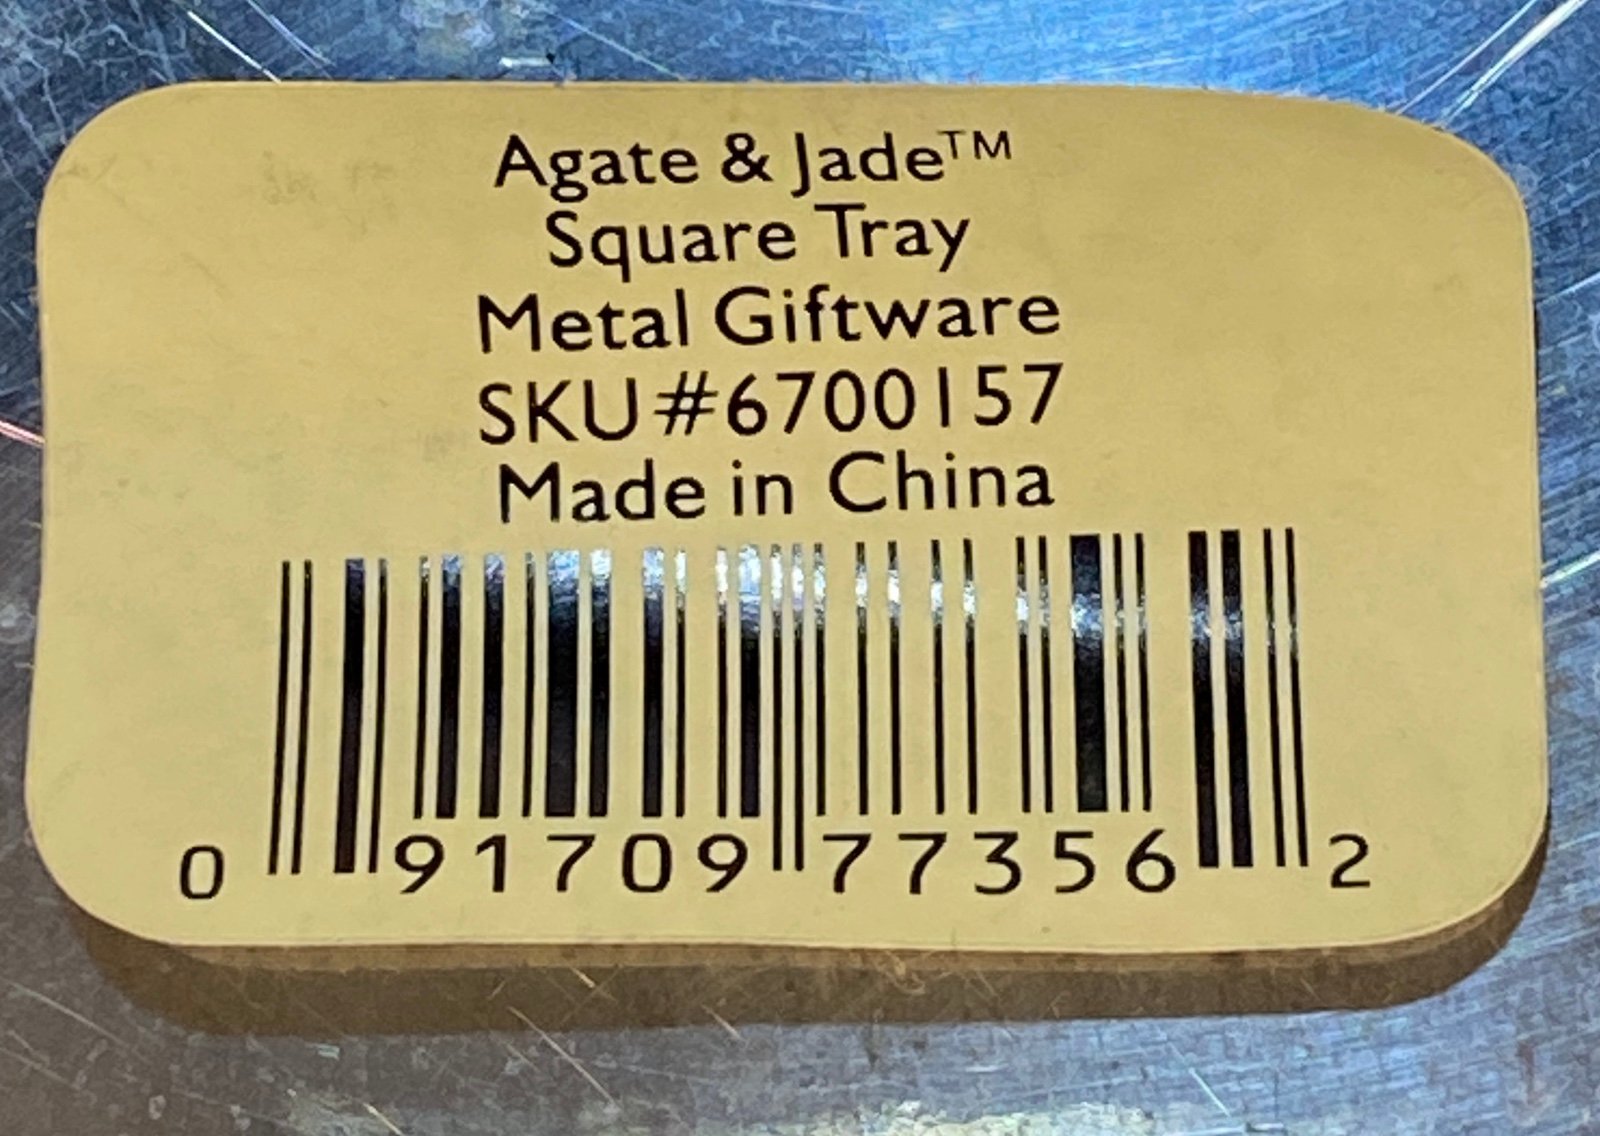 Agate & Jade™
Square Tray
Metal Giftware
SKU#6700157
Made in China
0 91709 77356 2